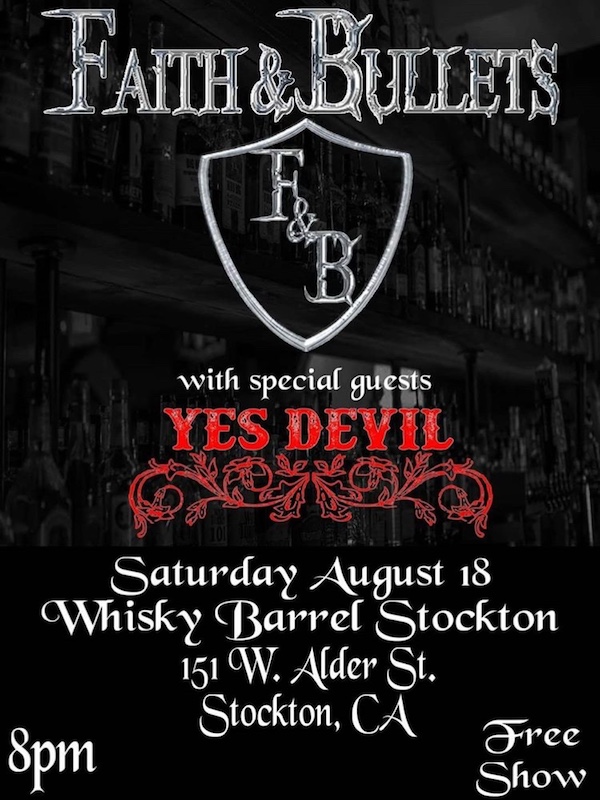 FAITH & BULLETS
F
&
B
with special guests
YES DEVIL
Saturday August 18
Whisky Barrel Stockton
151 W. Alder St.
Stockton, CA
8pm
Free
Show